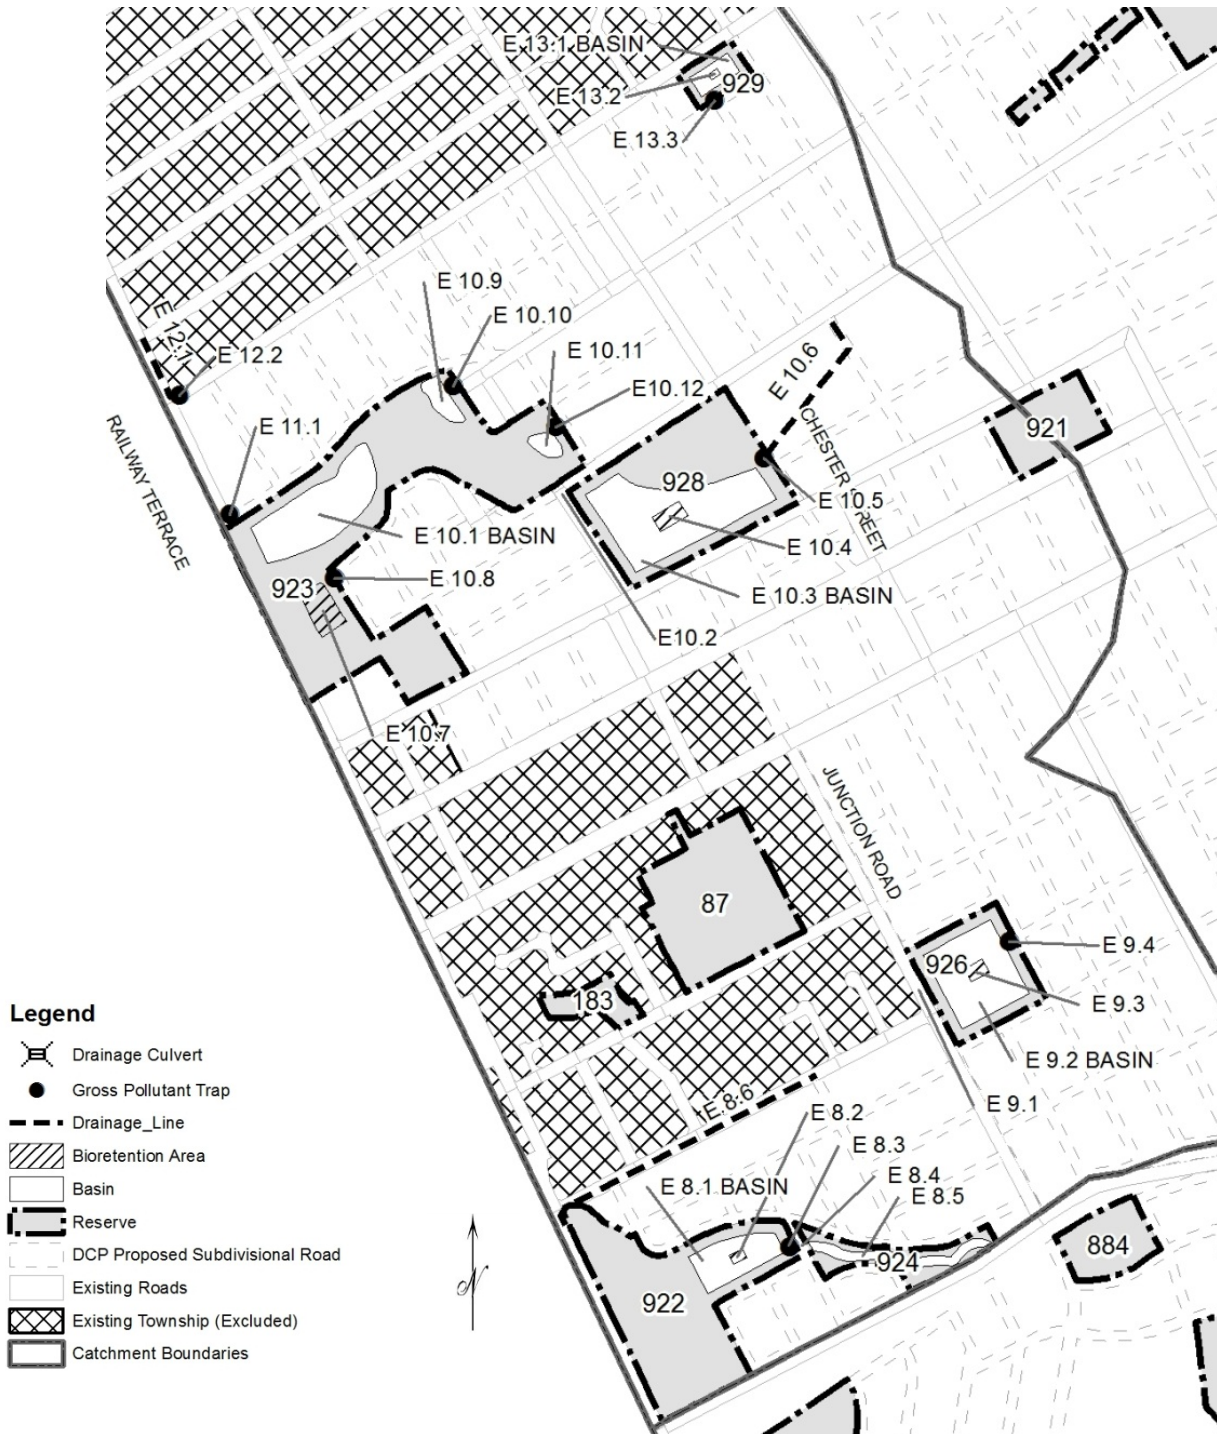 E 13.1 BASIN
929
E 13.2
E 13.3
E 10.9
E 10.10
E 12.1
E 12.2
E 10.11
E10.12
E 10.6
E 11.1
921
RAILWAY TERRACE
CHESTER STREET
928
E 10.5
E 10.1 BASIN
E 10.4
923
E 10.8
E 10.3 BASIN
E10.2
E 10.7
JUNCTION ROAD
87
926
E 9.4
183
E 9.3
E 9.2 BASIN
E 8.6
E 9.1
E 8.2
E 8.3
E 8.4
E 8.1 BASIN
E 8.5
924
884
922
N
Legend
Drainage Culvert
Gross Pollutant Trap
Drainage_Line
Bioretention Area
Basin
Reserve
DCP Proposed Subdivisional Road
Existing Roads
Existing Township (Excluded)
Catchment Boundaries